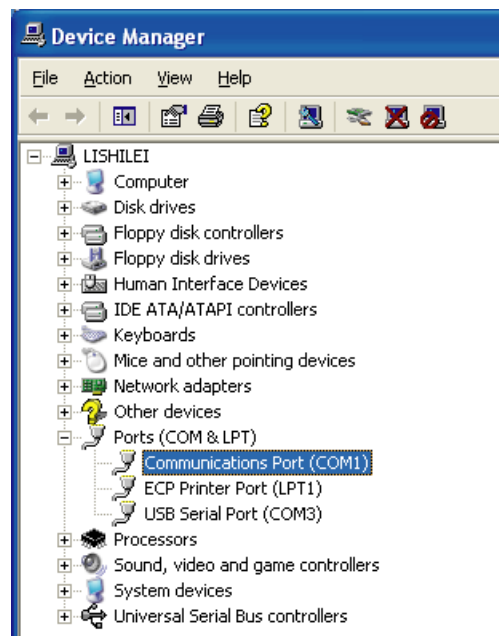 Device Manager
File Action View Help
LISHILEI
Computer
Disk drives
Floppy disk controllers
Floppy disk drives
Human Interface Devices
IDE ATA/ATAPI controllers
Keyboards
Mice and other pointing devices
Network adapters
Other devices
Ports (COM & LPT)
Communications Port (COM1)
ECP Printer Port (LPT1)
USB Serial Port (COM3)
Processors
Sound, video and game controllers
System devices
Universal Serial Bus controllers